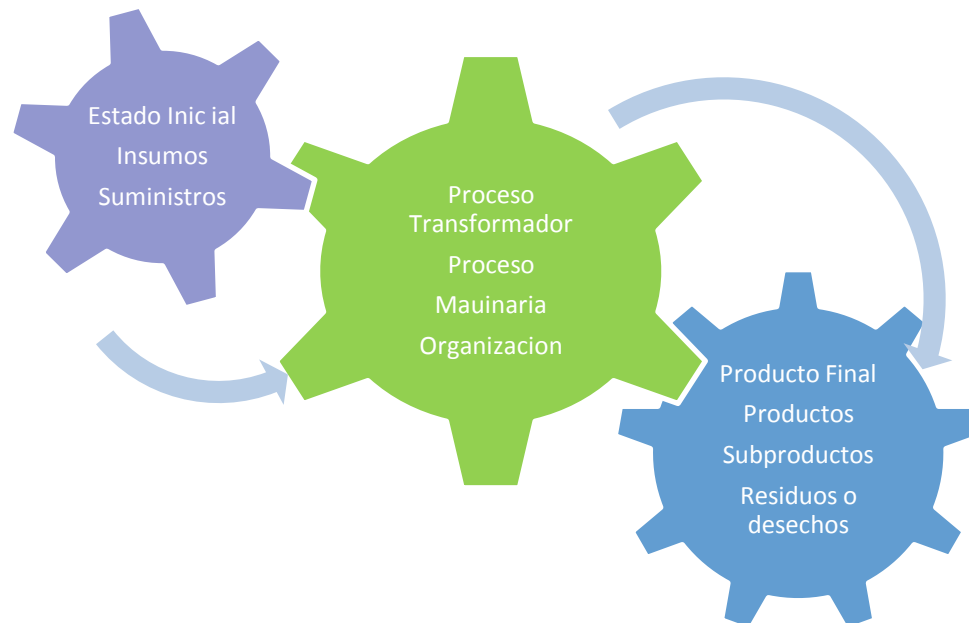 Estado Inic ial
Insumos
Suministros
Proceso
Transformador
Proceso
Mauinaria
Organizacion
Producto Final
Productos
Subproductos
Residuos o
desechos